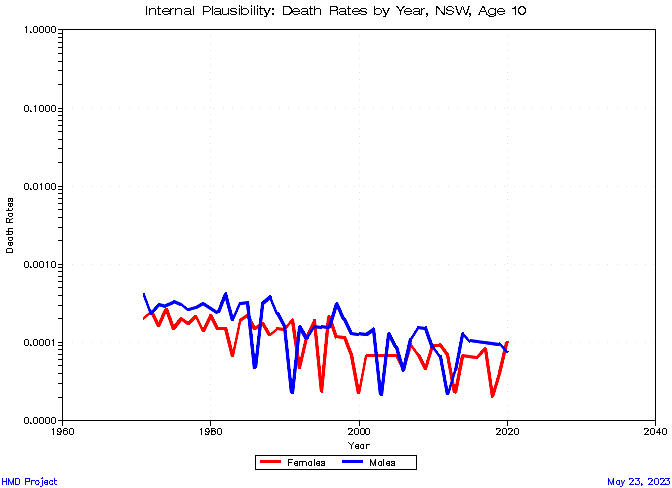 Internal Plausibility: Death Rates by Year, NSW, Age 10
1.0000
0.1000
0.0100
0.0010
0.0001
0.0000
Death Rates
1960
1980
2000
2020
2040
Year
Females
Males
HMD Project
May 23, 2023